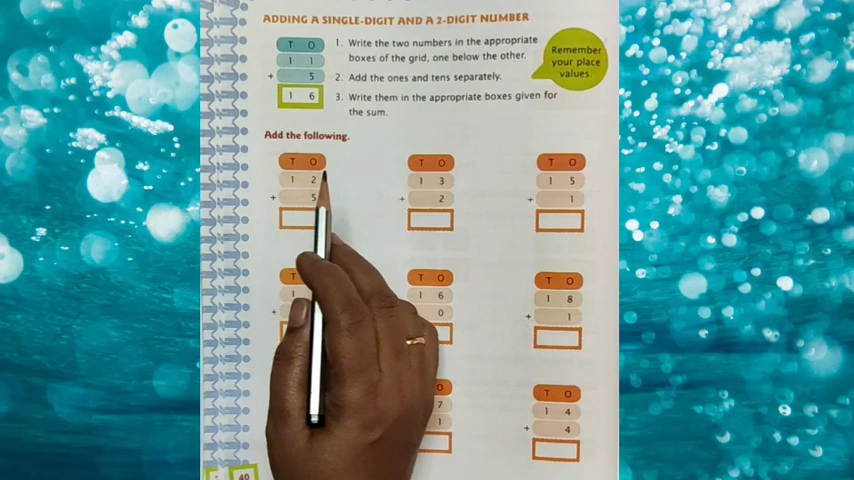 ADDING A SINGLE-DIGIT AND A 2-DIGIT NUMBER
T O
1 1
+ 5
1 6
1. Write the two numbers in the appropriate
boxes of the grid, one below the other.
2. Add the ones and tens separately.
3. Write them in the appropriate boxes given for
the sum.
Remember
your place
values.
Add the following.
T O
1 2
+ 5
T O
1 3
+ 2
T O
1 5
+ 1
T
1
+
T O
1 6
0
T O
1 8
+ 1
O
7
1
T O
1 4
+ 4
40